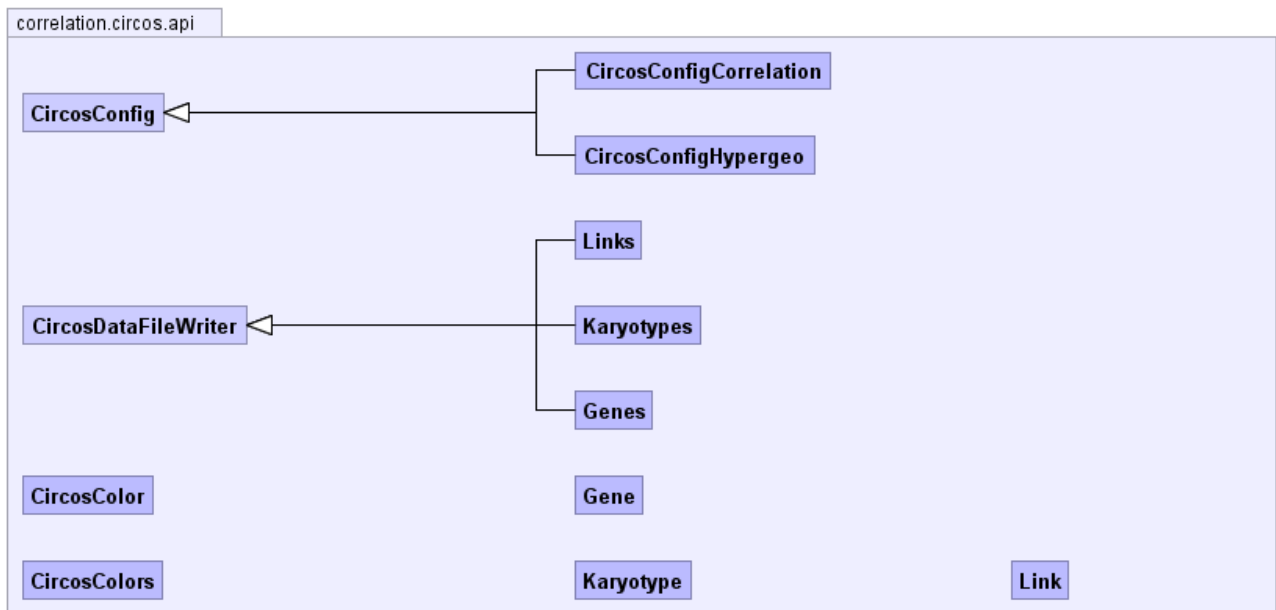 correlation.circos.api
CircosConfigCorrelation
CircosConfig
CircosConfigHypergeo
Links
CircosDataFileWriter
Karyotypes
Genes
CircosColor
Gene
CircosColors
Karyotype
Link